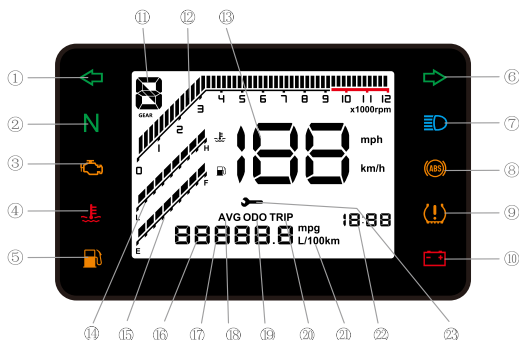 ⑪ ⑫ ⑬
① ⑥
8
GEAR
0 1 2 3 4 5 6 7 8 9 10 11 12
x1000rpm
② N ⑦
188 mph
km/h
H
L
③ ABS ⑧
F
E
④ ⑨
AVG ODO TRIP
88888.8 mpg
L/100km
18:88
⑤ ⑩
⑭ ⑮ ⑯ ⑰ ⑱ ⑲ ⑳ ㉑ ㉒ ㉓